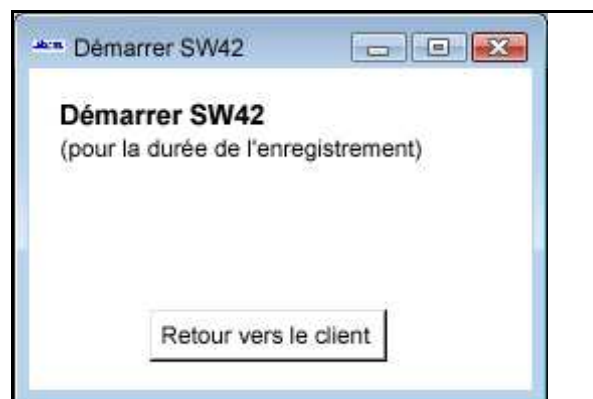 Démarrer SW42
Démarrer SW42
(pour la durée de l'enregistrement)
Retour vers le client